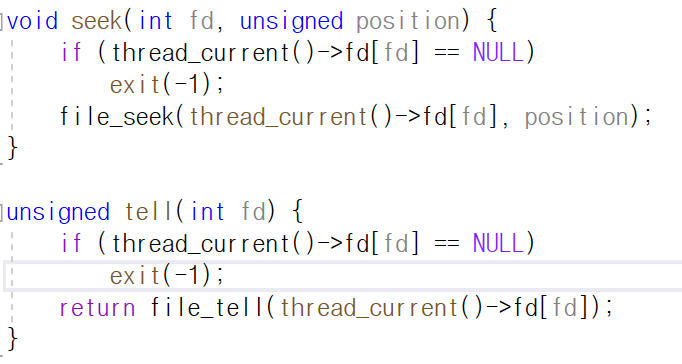 void seek(int fd, unsigned position) {
    if (thread_current()->fd[fd] == NULL)
        exit(-1);
    file_seek(thread_current()->fd[fd], position);
}

unsigned tell(int fd) {
    if (thread_current()->fd[fd] == NULL)
        exit(-1);
    return file_tell(thread_current()->fd[fd]);
}